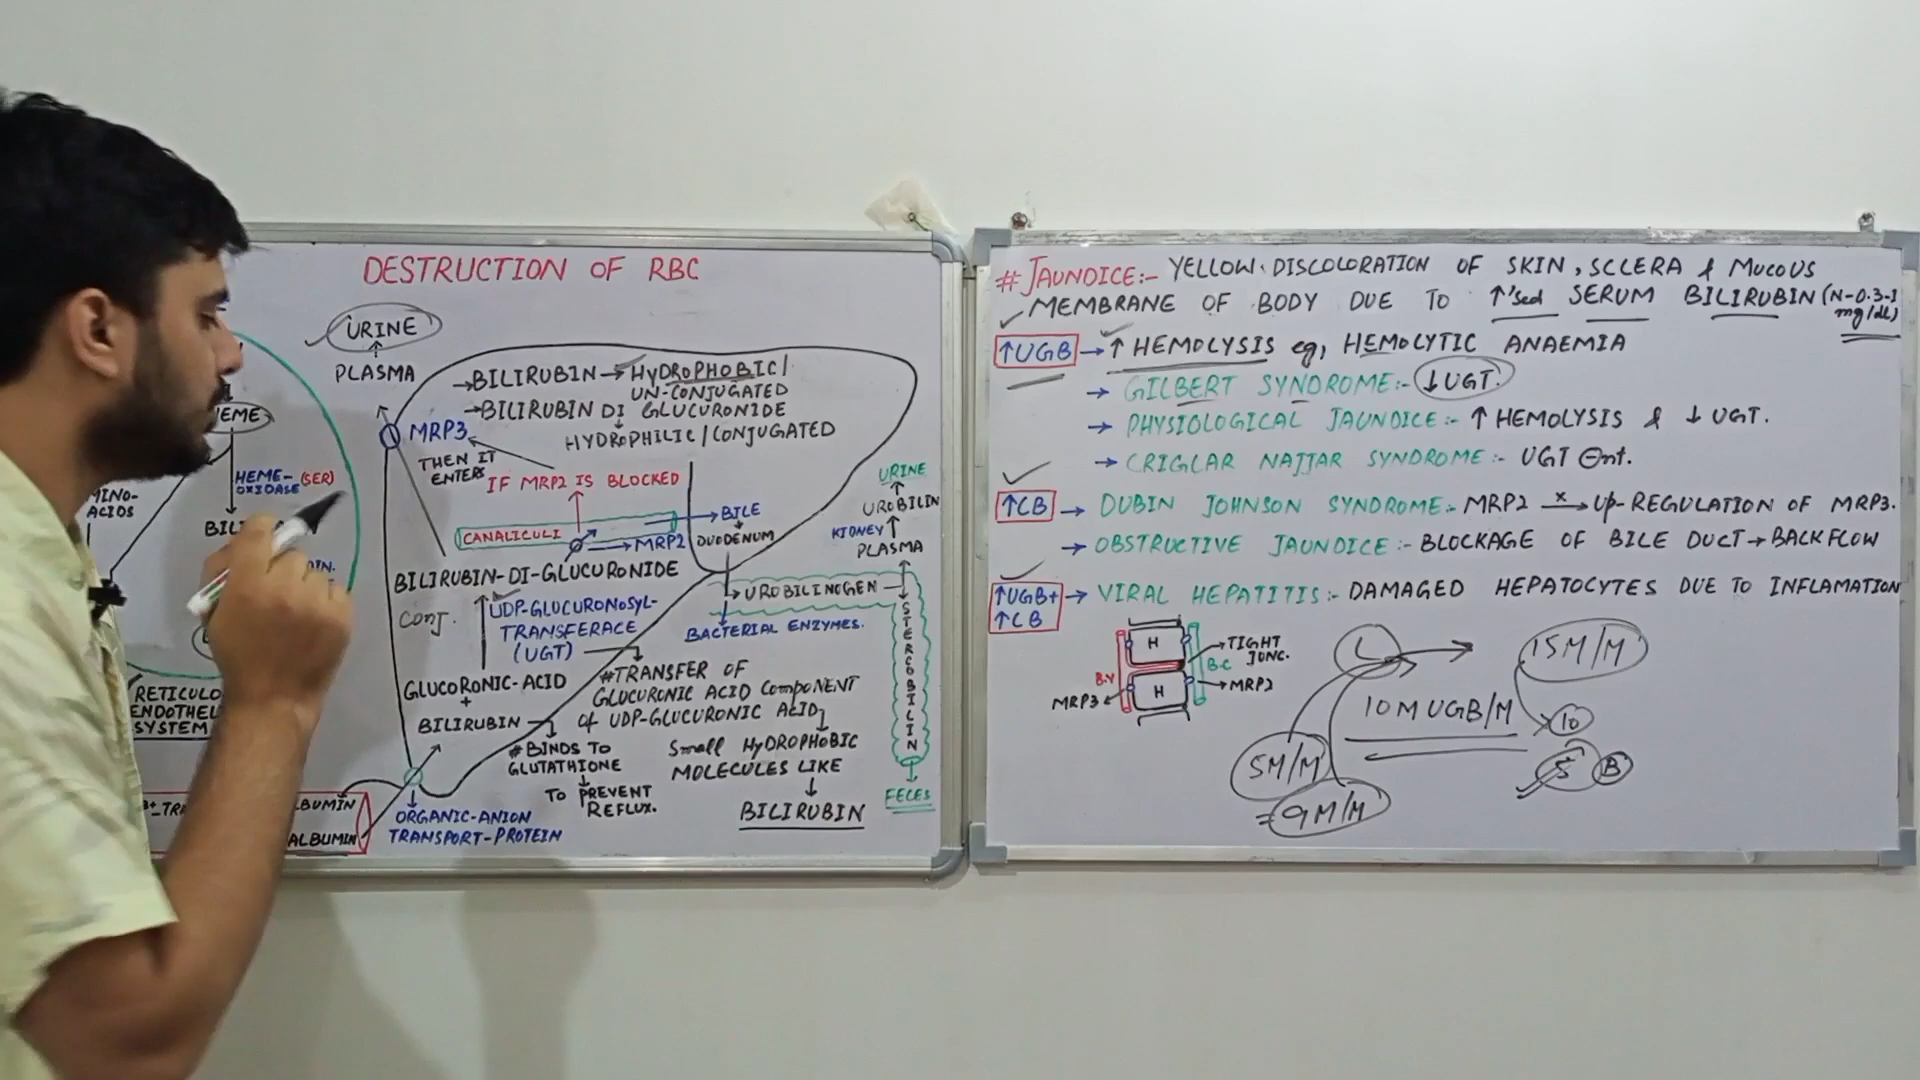 DESTRUCTION OF RBC
URINE
PLASMA
MRP3
THEN IT
ENTERS
→BILIRUBIN→HYDROPHOBIC/
UN-CONJUGATED
→BILIRUBIN DI GLUCURONIDE
HYDROPHILIC/CONJUGATED
IF MRP2 IS BLOCKED
CANALICULI
→MRP2
→BILE
DUODENUM
BILIRUBIN-DI-GLUCURONIDE
Conj.
UDP-GLUCURONOSYL-
TRANSFERACE
(UGT)
GLUCORONIC-ACID
+
BILIRUBIN
#BINDS TO
GLUTATHIONE
TO PREVENT
REFLUX.
#TRANSFER OF
GLUCURONIC ACID COMPONENT
of UDP-GLUCURONIC ACID
Small HYDROPHOBIC
MOLECULES LIKE
BILIRUBIN
ORGANIC-ANION
TRANSPORT-PROTEIN
UROBILINOGEN
BACTERIAL ENZYMES.
URINE
UROBILIN
KIDNEY
PLASMA
STERCOBILIN
FECES
HEME-(SER)
OXIDASE
ACIDS
RETICULO
ENDOTHEL
SYSTEM
ALBUMIN
# JAUNDICE:- YELLOW DISCOLORATION OF SKIN, SCLERA & MUCOUS
MEMBRANE OF BODY DUE TO ↑'sed SERUM BILIRUBIN (N-0.3-1
mg/dL)
↑UGB → ↑ HEMOLYSIS eg, HEMOLYTIC ANAEMIA
→ GILBERT SYNDROME:- ↓UGT.
→ PHYSIOLOGICAL JAUNDICE:- ↑ HEMOLYSIS & ↓ UGT.
→ CRIGLAR NAJJAR SYNDROME:- UGT ⊖nt.
↑CB → DUBIN JOHNSON SYNDROME:- MRP2 x→ Up-REGULATION OF MRP3.
→ OBSTRUCTIVE JAUNDICE:- BLOCKAGE OF BILE DUCT→BACKFLOW
↑UGB+ → VIRAL HEPATITIS:- DAMAGED HEPATOCYTES DUE TO INFLAMATION
↑CB
H
H
TIGHT
JUNC.
B.C
B.V
MRP3
→MRP2
L
15M/M
10M UGB/M
10
5M/M
5
B
=9M/M